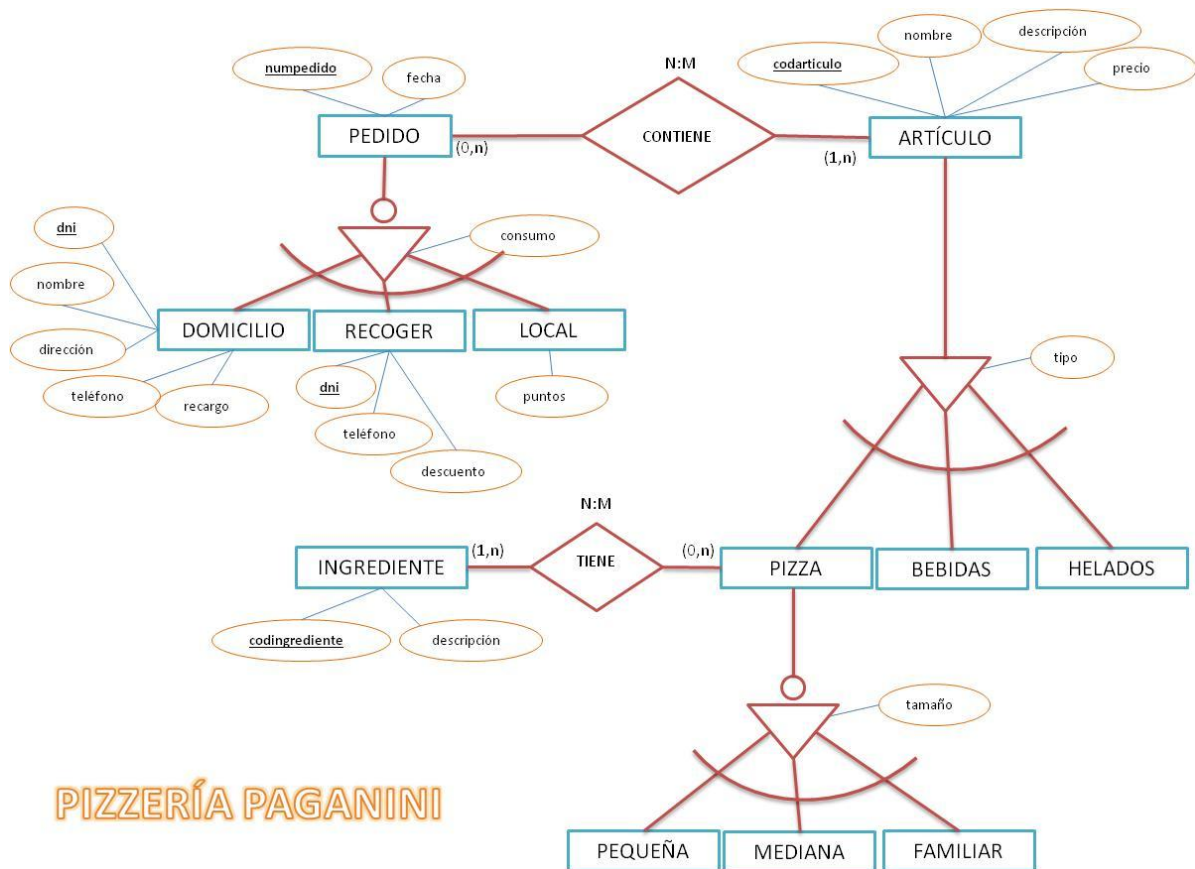 nombre
descripción
numpedido
fecha
N:M
codartículo
precio
PEDIDO
(0,n)
CONTIENE
(1,n)
ARTÍCULO
dni
consumo
nombre
DOMICILIO
RECOGER
LOCAL
dirección
tipo
teléfono
recargo
dni
puntos
teléfono
descuento
N:M
INGREDIENTE
(1,n)
TIENE
(0,n)
PIZZA
BEBIDAS
HELADOS
codingrediente
descripción
tamaño
PIZZERÍA PAGANINI
PEQUEÑA
MEDIANA
FAMILIAR